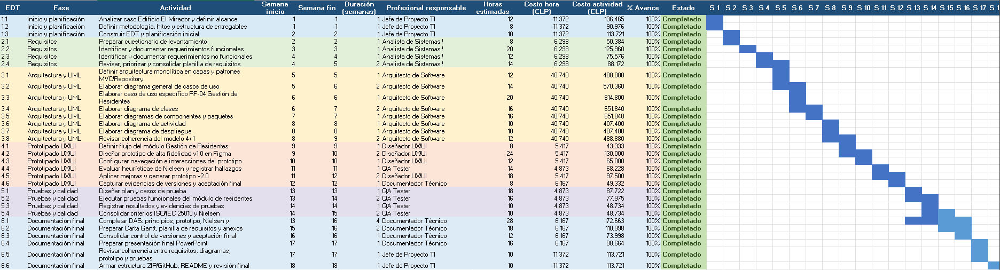 EDT Fase Actividad Semana inicio Semana fin Duración (semanas) Profesional responsable Horas estimadas Costo hora (CLP) Costo actividad (CLP) % Avance Estado S 1 S 2 S 3 S 4 S 5 S 6 S 7 S 8 S 9 S 10 S 11 S 12 S 13 S 14 S 15 S 16 S 17 S 1
1.1 Inicio y planificación Analizar caso Edificio El Mirador y definir alcance 1 1 1 Jefe de Proyecto TI 12 11.372 136.465 100% Completado
1.2 Inicio y planificación Definir metodología, hitos y estructura de entregables 1 1 1 Jefe de Proyecto TI 8 11.372 90.976 100% Completado
1.3 Inicio y planificación Construir EDT y planificación inicial 2 2 1 Jefe de Proyecto TI 10 11.372 113.721 100% Completado
2.1 Requisitos Preparar cuestionario de levantamiento 2 2 1 Analista de Sistemas 8 6.298 50.384 100% Completado
2.2 Requisitos Identificar y documentar requerimientos funcionales 3 3 1 Analista de Sistemas 20 6.298 125.960 100% Completado
2.3 Requisitos Identificar y documentar requerimientos no funcionales 4 4 1 Analista de Sistemas 12 6.298 75.576 100% Completado
2.4 Requisitos Revisar, priorizar y consolidar planilla de requisitos 4 5 2 Analista de Sistemas 14 6.298 88.172 100% Completado
3.1 Arquitectura y UML Definir arquitectura monolítica en capas y patrones MVC/Repository 5 5 1 Arquitecto de Software 12 40.740 488.880 100% Completado
3.2 Arquitectura y UML Elaborar diagrama general de casos de uso 5 6 2 Arquitecto de Software 14 40.740 570.360 100% Completado
3.3 Arquitectura y UML Elaborar caso de uso específico RF-04 Gestión de Residentes 6 6 1 Arquitecto de Software 20 40.740 814.800 100% Completado
3.4 Arquitectura y UML Elaborar diagrama de clases 6 7 2 Arquitecto de Software 16 40.740 651.840 100% Completado
3.5 Arquitectura y UML Elaborar diagramas de componentes y paquetes 7 7 1 Arquitecto de Software 16 40.740 651.840 100% Completado
3.6 Arquitectura y UML Elaborar diagrama de actividad 8 8 1 Arquitecto de Software 10 40.740 407.400 100% Completado
3.7 Arquitectura y UML Elaborar diagrama de despliegue 8 8 1 Arquitecto de Software 10 40.740 407.400 100% Completado
3.8 Arquitectura y UML Revisar coherencia del modelo 4+1 8 9 2 Arquitecto de Software 12 40.740 488.880 100% Completado
4.1 Prototipado UX/UI Definir flujo del módulo Gestión de Residentes 9 9 1 Diseñador UX/UI 8 5.417 43.333 100% Completado
4.2 Prototipado UX/UI Diseñar prototipo de alta fidelidad v1.0 en Figma 9 10 2 Diseñador UX/UI 24 5.417 130.000 100% Completado
4.3 Prototipado UX/UI Configurar navegación e interacciones del prototipo 10 10 1 Diseñador UX/UI 12 5.417 65.000 100% Completado
4.4 Prototipado UX/UI Evaluar heurísticas de Nielsen y registrar hallazgos 11 11 1 QA Tester 14 4.873 68.228 100% Completado
4.5 Prototipado UX/UI Aplicar mejoras y generar prototipo v2.0 11 12 2 Diseñador UX/UI 18 5.417 97.500 100% Completado
4.6 Prototipado UX/UI Capturar evidencias de versiones y aceptación final 12 12 1 Documentador Técnico 8 6.167 49.332 100% Completado
5.1 Pruebas y calidad Diseñar plan y casos de prueba 13 13 1 QA Tester 18 4.873 87.722 100% Completado
5.2 Pruebas y calidad Ejecutar pruebas funcionales del módulo de residentes 13 14 2 QA Tester 16 4.873 77.975 100% Completado
5.3 Pruebas y calidad Registrar resultados y evidencias de pruebas 14 14 1 QA Tester 10 4.873 48.734 100% Completado
5.4 Pruebas y calidad Consolidar criterios ISO/IEC 25010 y Nielsen 14 15 2 QA Tester 10 4.873 48.734 100% Completado
6.1 Documentación final Completar DAS: principios, prototipo, Nielsen y 13 16 4 Documentador Técnico 28 6.167 172.663 100% Completado
6.2 Documentación final Preparar Carta Gantt, planilla de requisitos y anexos 15 16 2 Documentador Técnico 18 6.167 110.998 100% Completado
6.3 Documentación final Consolidar control de versiones y aceptación final 16 16 1 Documentador Técnico 12 6.167 73.998 100% Completado
6.4 Documentación final Preparar presentación final PowerPoint 17 17 1 Documentador Técnico 16 6.167 98.664 100% Completado
6.5 Documentación final Revisar coherencia entre requisitos, diagramas, prototipo y pruebas 17 17 1 Jefe de Proyecto TI 10 11.372 113.721 100% Completado
6.6 Documentación final Armar estructura ZIP/GitHub, README y revisión final 18 18 1 Jefe de Proyecto TI 10 11.372 113.721 100% Completado